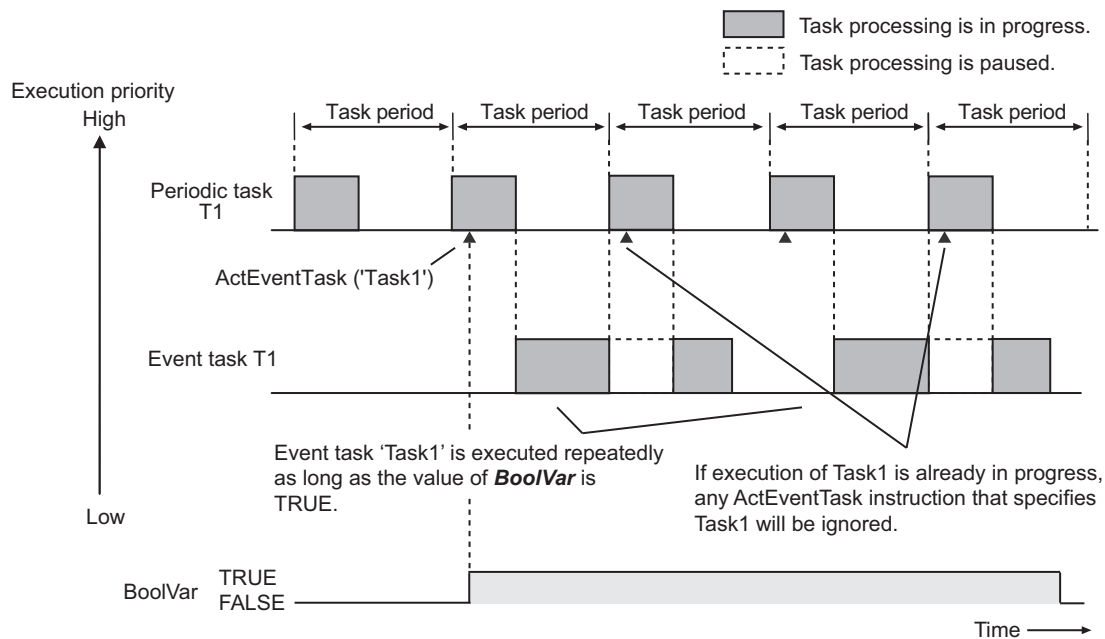 Task processing is in progress.
Task processing is paused.
Execution priority
High
Task period Task period Task period Task period Task period
Periodic task
T1
ActEventTask ('Task1')
Event task T1
Event task ‘Task1’ is executed repeatedly
as long as the value of BoolVar is
TRUE.
If execution of Task1 is already in progress,
any ActEventTask instruction that specifies
Task1 will be ignored.
Low
BoolVar
TRUE
FALSE
Time